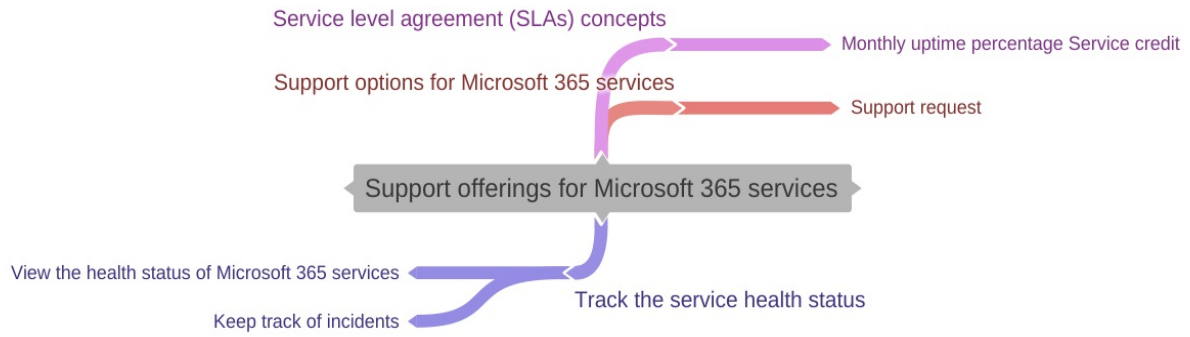 Service level agreement (SLAs) concepts
Monthly uptime percentage Service credit
Support options for Microsoft 365 services
Support request
Support offerings for Microsoft 365 services
View the health status of Microsoft 365 services
Track the service health status
Keep track of incidents